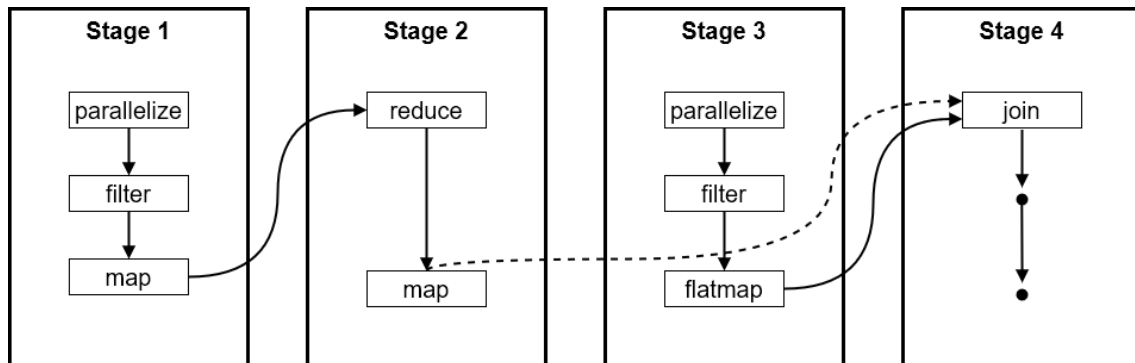 Stage 1
parallelize
filter
map
Stage 2
reduce
map
Stage 3
parallelize
filter
flatmap
Stage 4
join